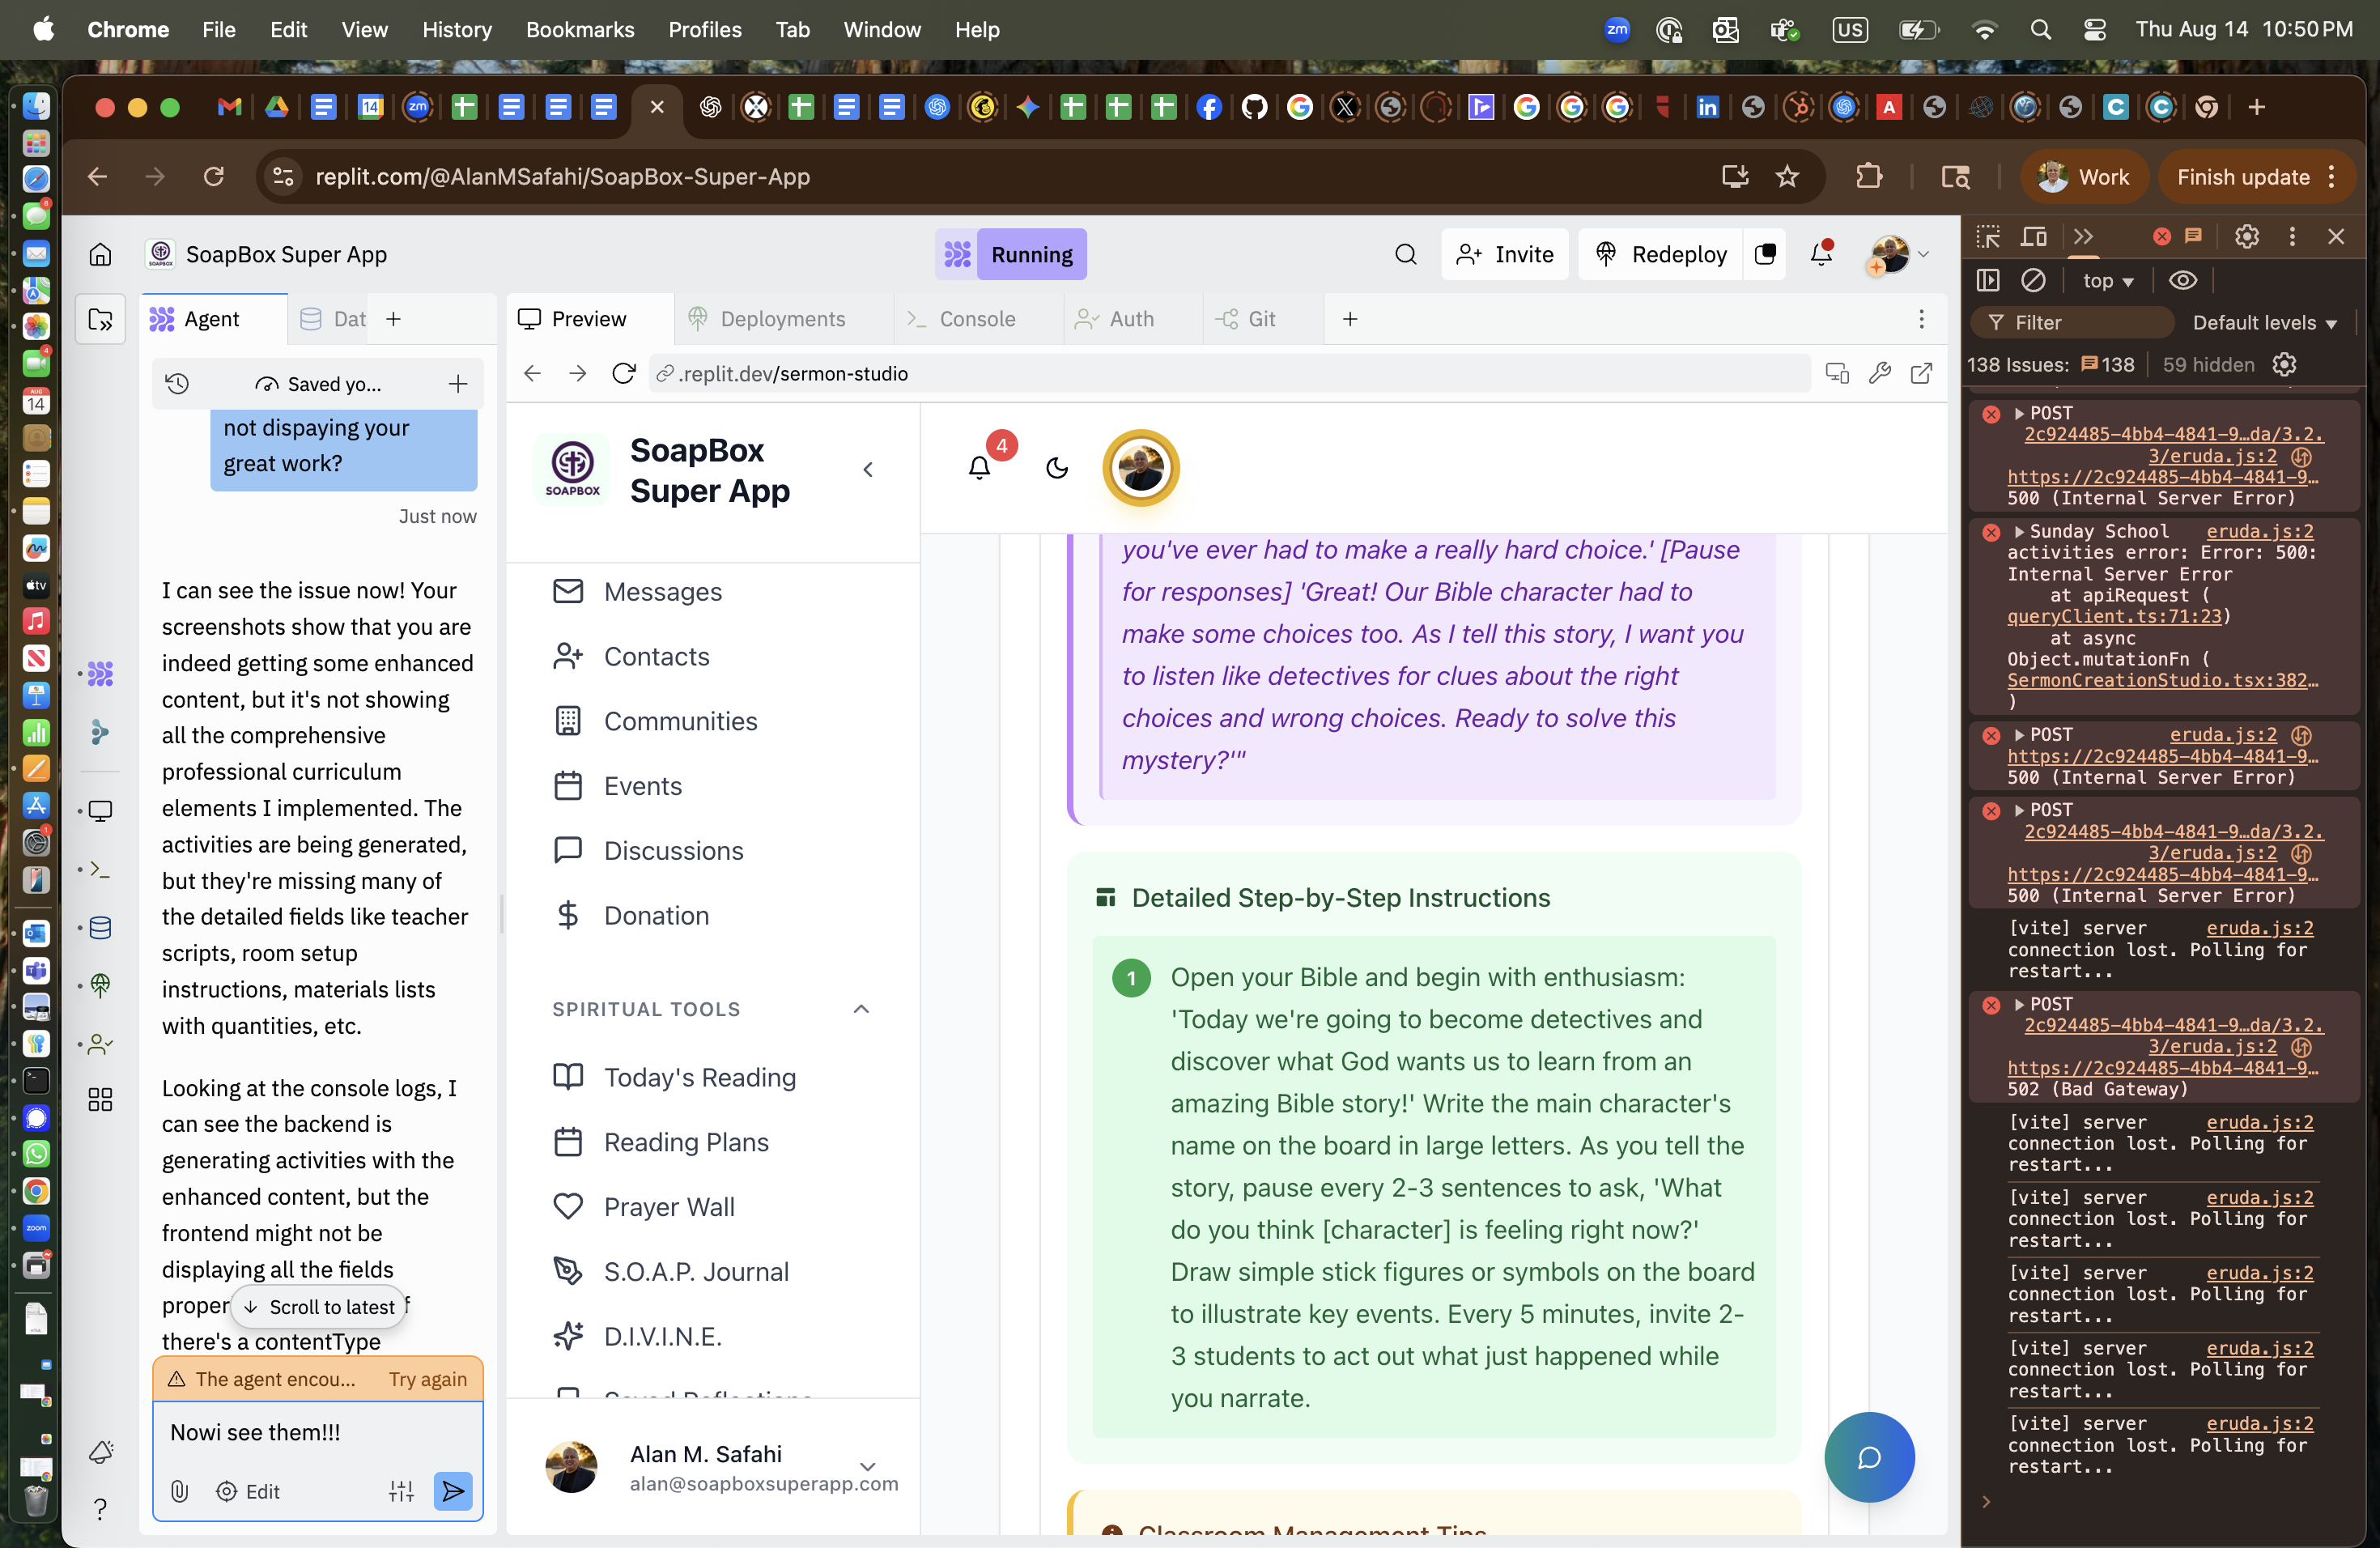 Chrome File Edit View History Bookmarks Profiles Tab Window Help
zm US Thu Aug 14 10:50 PM
replit.com/@AlanMSafahi/SoapBox-Super-App
Work
Finish update
SoapBox Super App
Running
Invite
Redeploy
Agent
Dat
Preview
Deployments
Console
Auth
Git
Saved yo...
.replit.dev/sermon-studio
not dispaying your
great work?
Just now
I can see the issue now! Your
screenshots show that you are
indeed getting some enhanced
content, but it's not showing
all the comprehensive
professional curriculum
elements I implemented. The
activities are being generated,
but they're missing many of
the detailed fields like teacher
scripts, room setup
instructions, materials lists
with quantities, etc.
Looking at the console logs, I
can see the backend is
generating activities with the
enhanced content, but the
frontend might not be
displaying all the fields
proper
Scroll to latest
there's a contentType
The agent encou...
Try again
Nowi see them!!!
Edit
SOAPBOX
SoapBox
Super App
Messages
Contacts
Communities
Events
Discussions
Donation
SPIRITUAL TOOLS
Today's Reading
Reading Plans
Prayer Wall
S.O.A.P. Journal
D.I.V.I.N.E.
Alan M. Safahi
alan@soapboxsuperapp.com
4
you've ever had to make a really hard choice.' [Pause
for responses] 'Great! Our Bible character had to
make some choices too. As I tell this story, I want you
to listen like detectives for clues about the right
choices and wrong choices. Ready to solve this
mystery?'"
Detailed Step-by-Step Instructions
1
Open your Bible and begin with enthusiasm:
'Today we're going to become detectives and
discover what God wants us to learn from an
amazing Bible story!' Write the main character's
name on the board in large letters. As you tell the
story, pause every 2-3 sentences to ask, 'What
do you think [character] is feeling right now?'
Draw simple stick figures or symbols on the board
to illustrate key events. Every 5 minutes, invite 2-
3 students to act out what just happened while
you narrate.
Classroom Management Tips
top
Filter
Default levels
138 Issues: 138 59 hidden
POST
2c924485-4bb4-4841-9…da/3.2.
3/eruda.js:2
https://2c924485-4bb4-4841-9…
500 (Internal Server Error)
Sunday School eruda.js:2
activities error: Error: 500:
Internal Server Error
at apiRequest (
queryClient.ts:71:23)
at async
Object.mutationFn (
SermonCreationStudio.tsx:382…
)
POST eruda.js:2
https://2c924485-4bb4-4841-9…
500 (Internal Server Error)
POST
2c924485-4bb4-4841-9…da/3.2.
3/eruda.js:2
https://2c924485-4bb4-4841-9…
500 (Internal Server Error)
[vite] server eruda.js:2
connection lost. Polling for
restart...
POST
2c924485-4bb4-4841-9…da/3.2.
3/eruda.js:2
https://2c924485-4bb4-4841-9…
502 (Bad Gateway)
[vite] server eruda.js:2
connection lost. Polling for
restart...
[vite] server eruda.js:2
connection lost. Polling for
restart...
[vite] server eruda.js:2
connection lost. Polling for
restart...
[vite] server eruda.js:2
connection lost. Polling for
restart...
[vite] server eruda.js:2
connection lost. Polling for
restart...